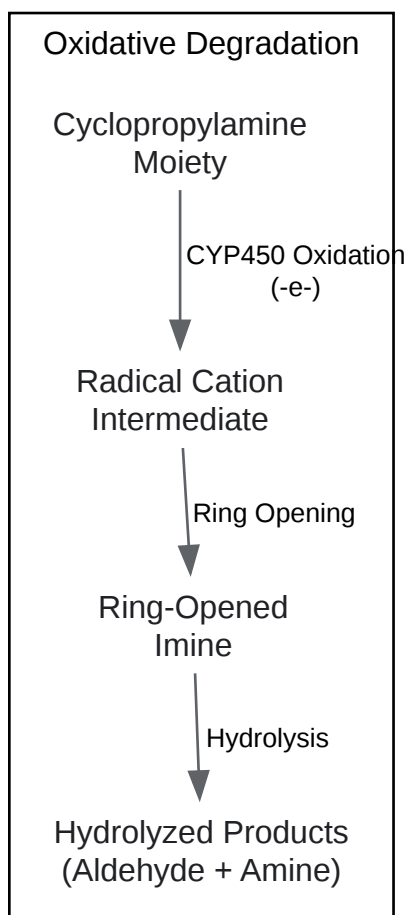 Oxidative Degradation
Cyclopropylamine
Moiety
CYP450 Oxidation
(-e-)
Radical Cation
Intermediate
Ring Opening
Ring-Opened
Imine
Hydrolysis
Hydrolyzed Products
(Aldehyde + Amine)